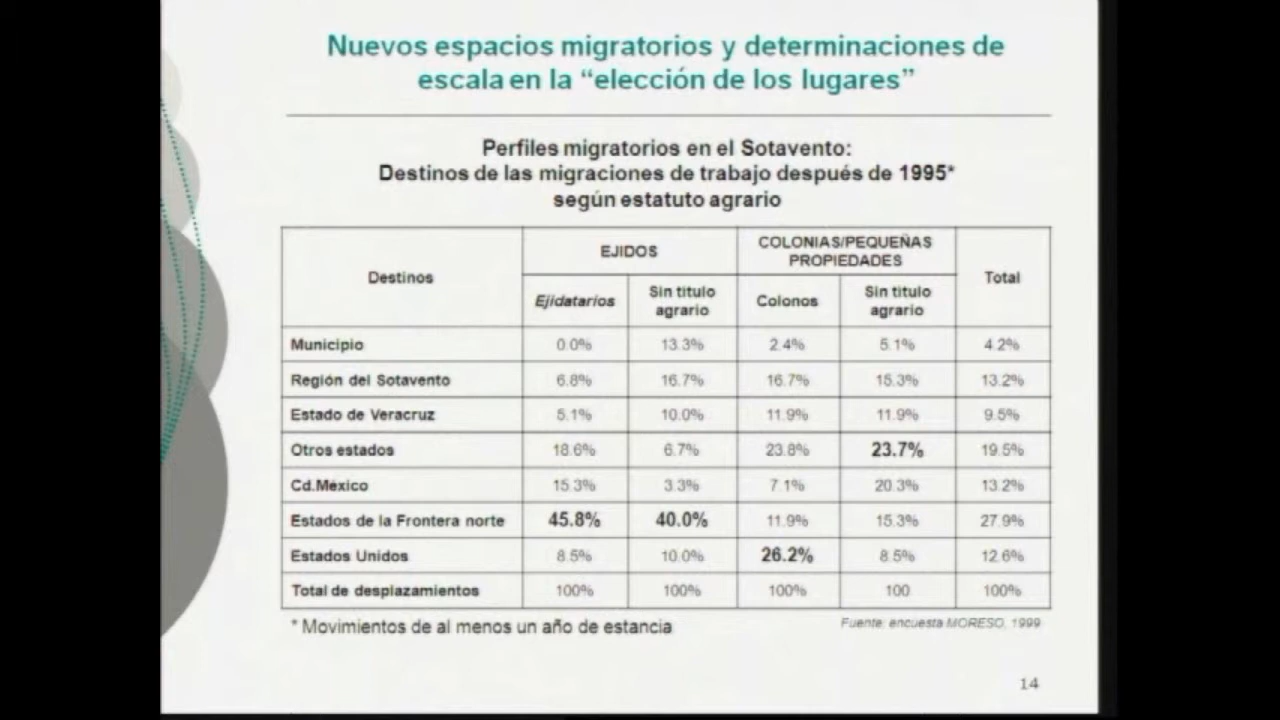 Nuevos espacios migratorios y determinaciones de
escala en la “elección de los lugares”
Perfiles migratorios en el Sotavento:
Destinos de las migraciones de trabajo después de 1995*
según estatuto agrario
Destinos EJIDOS COLONIAS/PEQUEÑAS PROPIEDADES Total
Ejidatarios Sin titulo agrario Colonos Sin titulo agrario
Municipio 0.0% 13.3% 2.4% 5.1% 4.2%
Región del Sotavento 6.8% 16.7% 16.7% 15.3% 13.2%
Estado de Veracruz 5.1% 10.0% 11.9% 11.9% 9.5%
Otros estados 18.6% 6.7% 23.8% 23.7% 19.5%
Cd.México 15.3% 3.3% 7.1% 20.3% 13.2%
Estados de la Frontera norte 45.8% 40.0% 11.9% 15.3% 27.9%
Estados Unidos 8.5% 10.0% 26.2% 8.5% 12.6%
Total de desplazamientos 100% 100% 100% 100 100%
* Movimientos de al menos un año de estancia
Fuente: encuesta MORESO, 1999
14